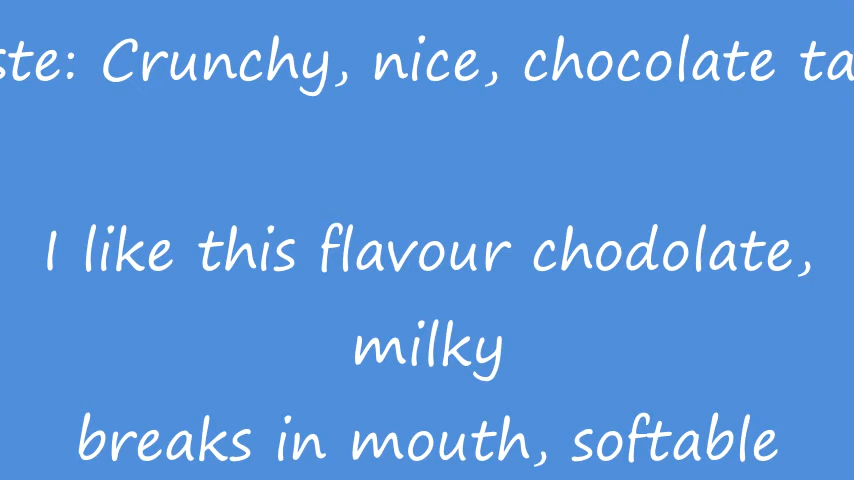 ste: Crunchy, nice, chocolate ta
I like this flavour chodolate,
milky
breaks in mouth, softable